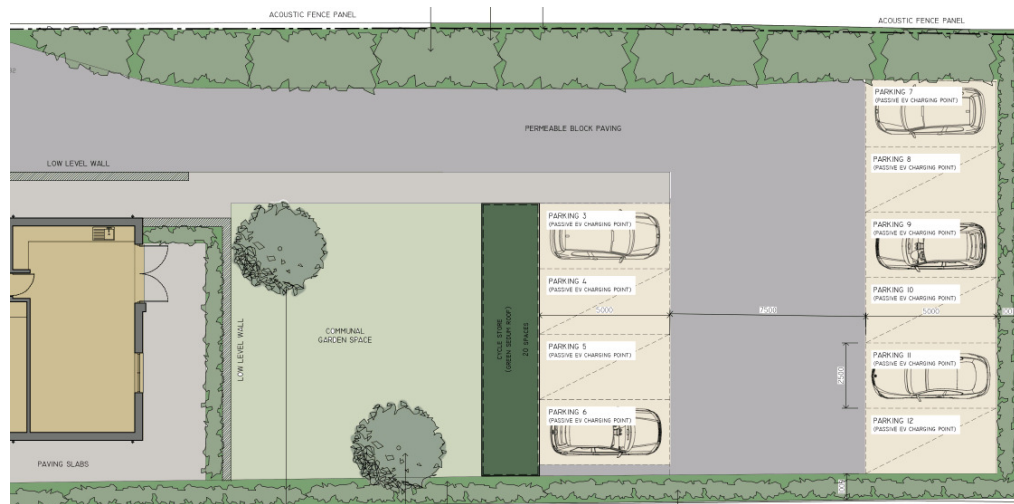 ACOUSTIC FENCE PANEL
ACOUSTIC FENCE PANEL
PARKING 7
(PASSIVE EV CHARGING POINT)
PERMEABLE BLOCK PAVING
LOW LEVEL WALL
PARKING 8
(PASSIVE EV CHARGING POINT)
PARKING 3
(PASSIVE EV CHARGING POINT)
PARKING 9
(PASSIVE EV CHARGING POINT)
PARKING 4
(PASSIVE EV CHARGING POINT)
PARKING 10
(PASSIVE EV CHARGING POINT)
5000
7500
5000
LOW LEVEL WALL
COMMUNAL
GARDEN SPACE
CYCLE STORE
(GREEN SEDUM ROOF)
20 SPACES
PARKING 5
(PASSIVE EV CHARGING POINT)
PARKING 11
(PASSIVE EV CHARGING POINT)
2500
PARKING 6
(PASSIVE EV CHARGING POINT)
PARKING 12
(PASSIVE EV CHARGING POINT)
PAVING SLABS